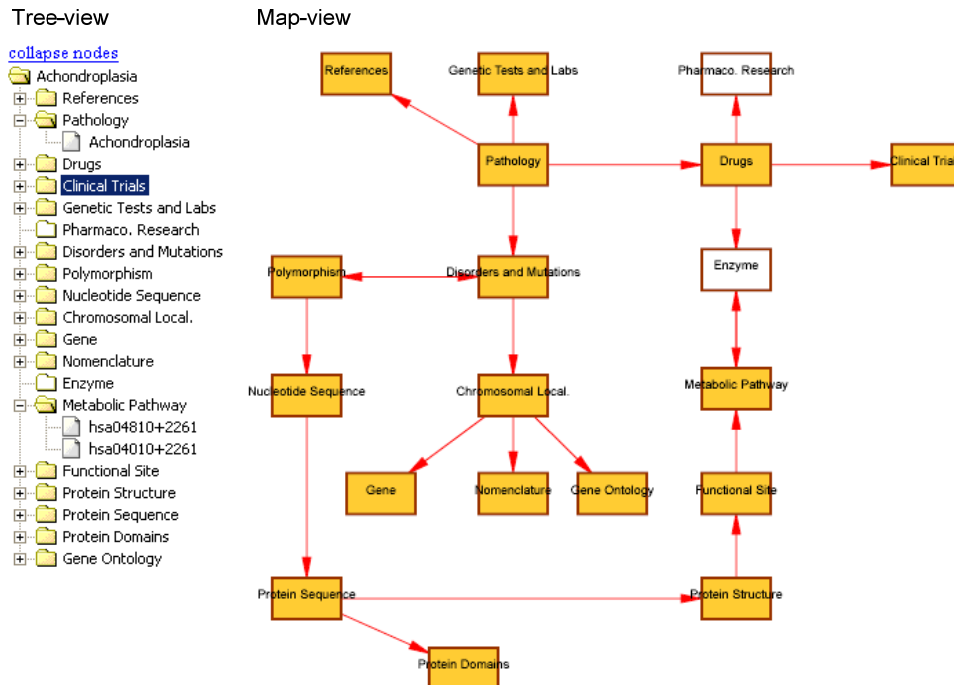 Tree-view
collapse nodes
Achondroplasia
References
Pathology
Achondroplasia
Drugs
Clinical Trials
Genetic Tests and Labs
Pharmaco. Research
Disorders and Mutations
Polymorphism
Nucleotide Sequence
Chromosomal Local.
Gene
Nomenclature
Enzyme
Metabolic Pathway
hsa04810+2261
hsa04010+2261
Functional Site
Protein Structure
Protein Sequence
Protein Domains
Gene Ontology
Map-view
References
Genetic Tests and Labs
Pharmaco. Research
Pathology
Drugs
Clinical Trial
Polymorphism
Disorders and Mutations
Enzyme
Nucleotide Sequence
Chromosomal Local.
Metabolic Pathway
Gene
Nomenclature
Gene Ontology
Functional Site
Protein Sequence
Protein Structure
Protein Domains